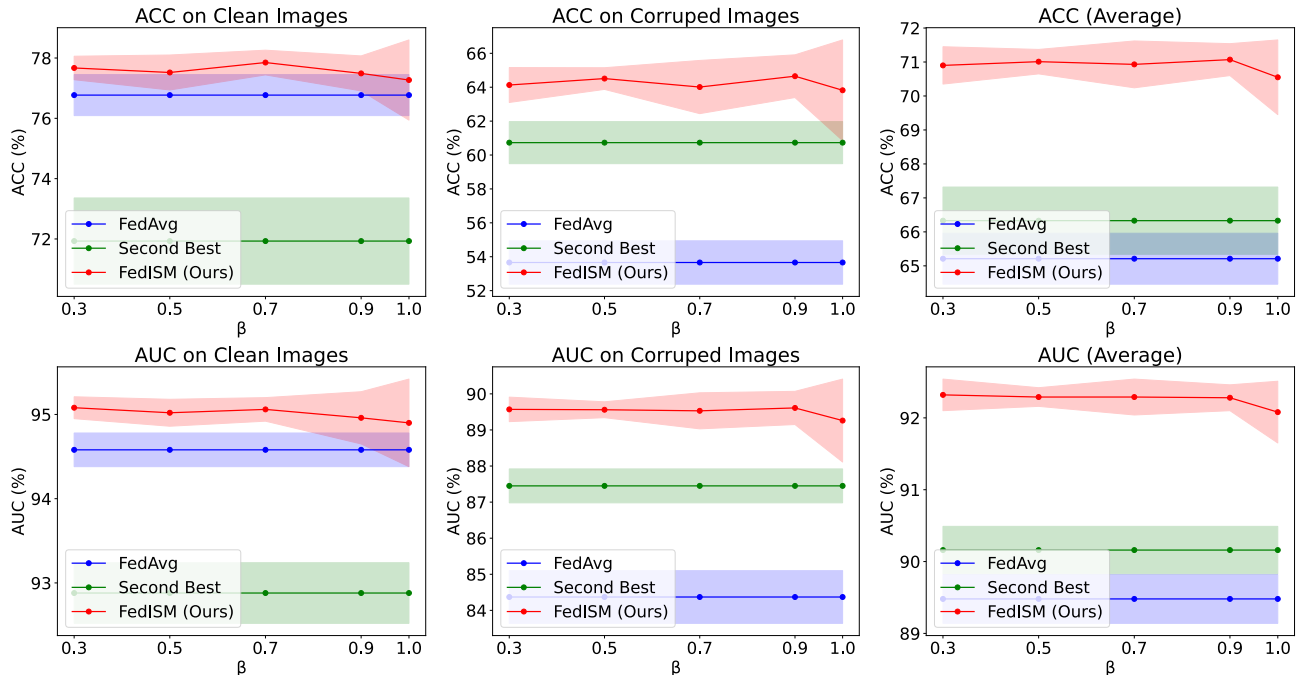 ACC on Clean Images
ACC (%)
78
76
74
72
FedAvg
Second Best
FedISM (Ours)
0.3 0.5 0.7 0.9 1.0
β
ACC on Corruped Images
ACC (%)
66
64
62
60
58
56
54
52
FedAvg
Second Best
FedISM (Ours)
0.3 0.5 0.7 0.9 1.0
β
ACC (Average)
ACC (%)
72
71
70
69
68
67
66
65
FedAvg
Second Best
FedISM (Ours)
0.3 0.5 0.7 0.9 1.0
β
AUC on Clean Images
AUC (%)
95
94
93
FedAvg
Second Best
FedISM (Ours)
0.3 0.5 0.7 0.9 1.0
β
AUC on Corruped Images
AUC (%)
90
89
88
87
86
85
84
FedAvg
Second Best
FedISM (Ours)
0.3 0.5 0.7 0.9 1.0
β
AUC (Average)
AUC (%)
92
91
90
89
FedAvg
Second Best
FedISM (Ours)
0.3 0.5 0.7 0.9 1.0
β